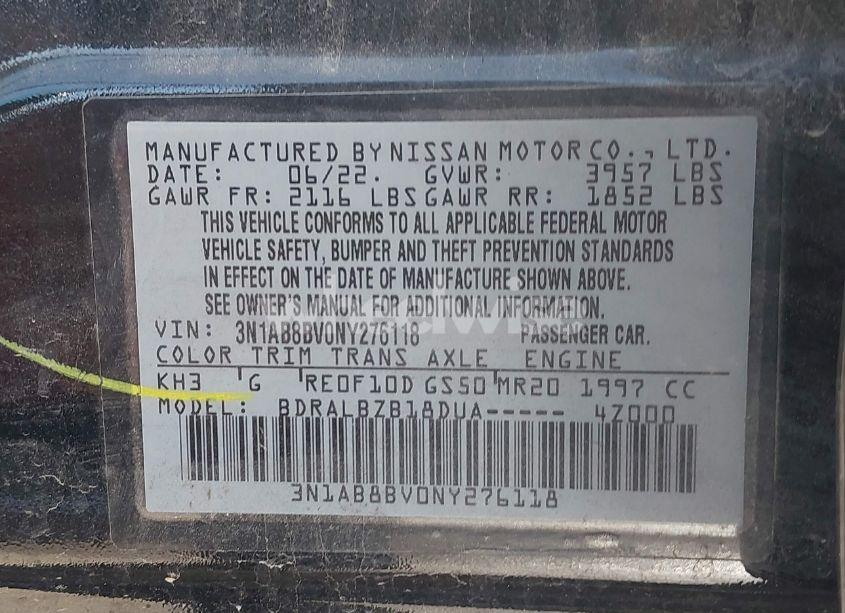 MANUFACTURED BY NISSAN MOTOR CO., LTD.
DATE: 06/22. GVWR: 3957 LBS
GAWR FR: 2116 LBS GAWR RR: 1852 LBS
THIS VEHICLE CONFORMS TO ALL APPLICABLE FEDERAL MOTOR
VEHICLE SAFETY, BUMPER AND THEFT PREVENTION STANDARDS
IN EFFECT ON THE DATE OF MANUFACTURE SHOWN ABOVE.
SEE OWNER'S MANUAL FOR ADDITIONAL INFORMATION.
VIN: 3N1AB8BV0NY276118 PASSENGER CAR.
COLOR TRIM TRANS AXLE ENGINE
KH3 G RE0F10D GS50 MR20 1997 CC
MODEL: BDRALBZB18DUA----- 4Z000
3N1AB8BV0NY276118